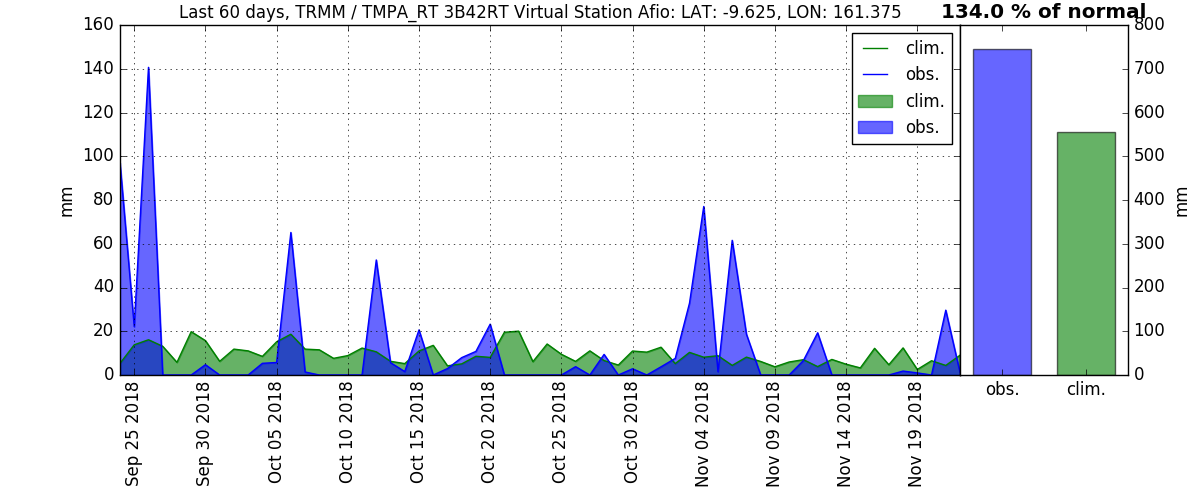 Last 60 days, TRMM / TMPA_RT 3B42RT Virtual Station Afio: LAT: -9.625, LON: 161.375
134.0 % of normal
160
140
120
100
80
60
40
20
0
mm
clim.
obs.
clim.
obs.
800
700
600
500
400
300
200
100
0
mm
Sep 25 2018
Sep 30 2018
Oct 05 2018
Oct 10 2018
Oct 15 2018
Oct 20 2018
Oct 25 2018
Oct 30 2018
Nov 04 2018
Nov 09 2018
Nov 14 2018
Nov 19 2018
obs.
clim.